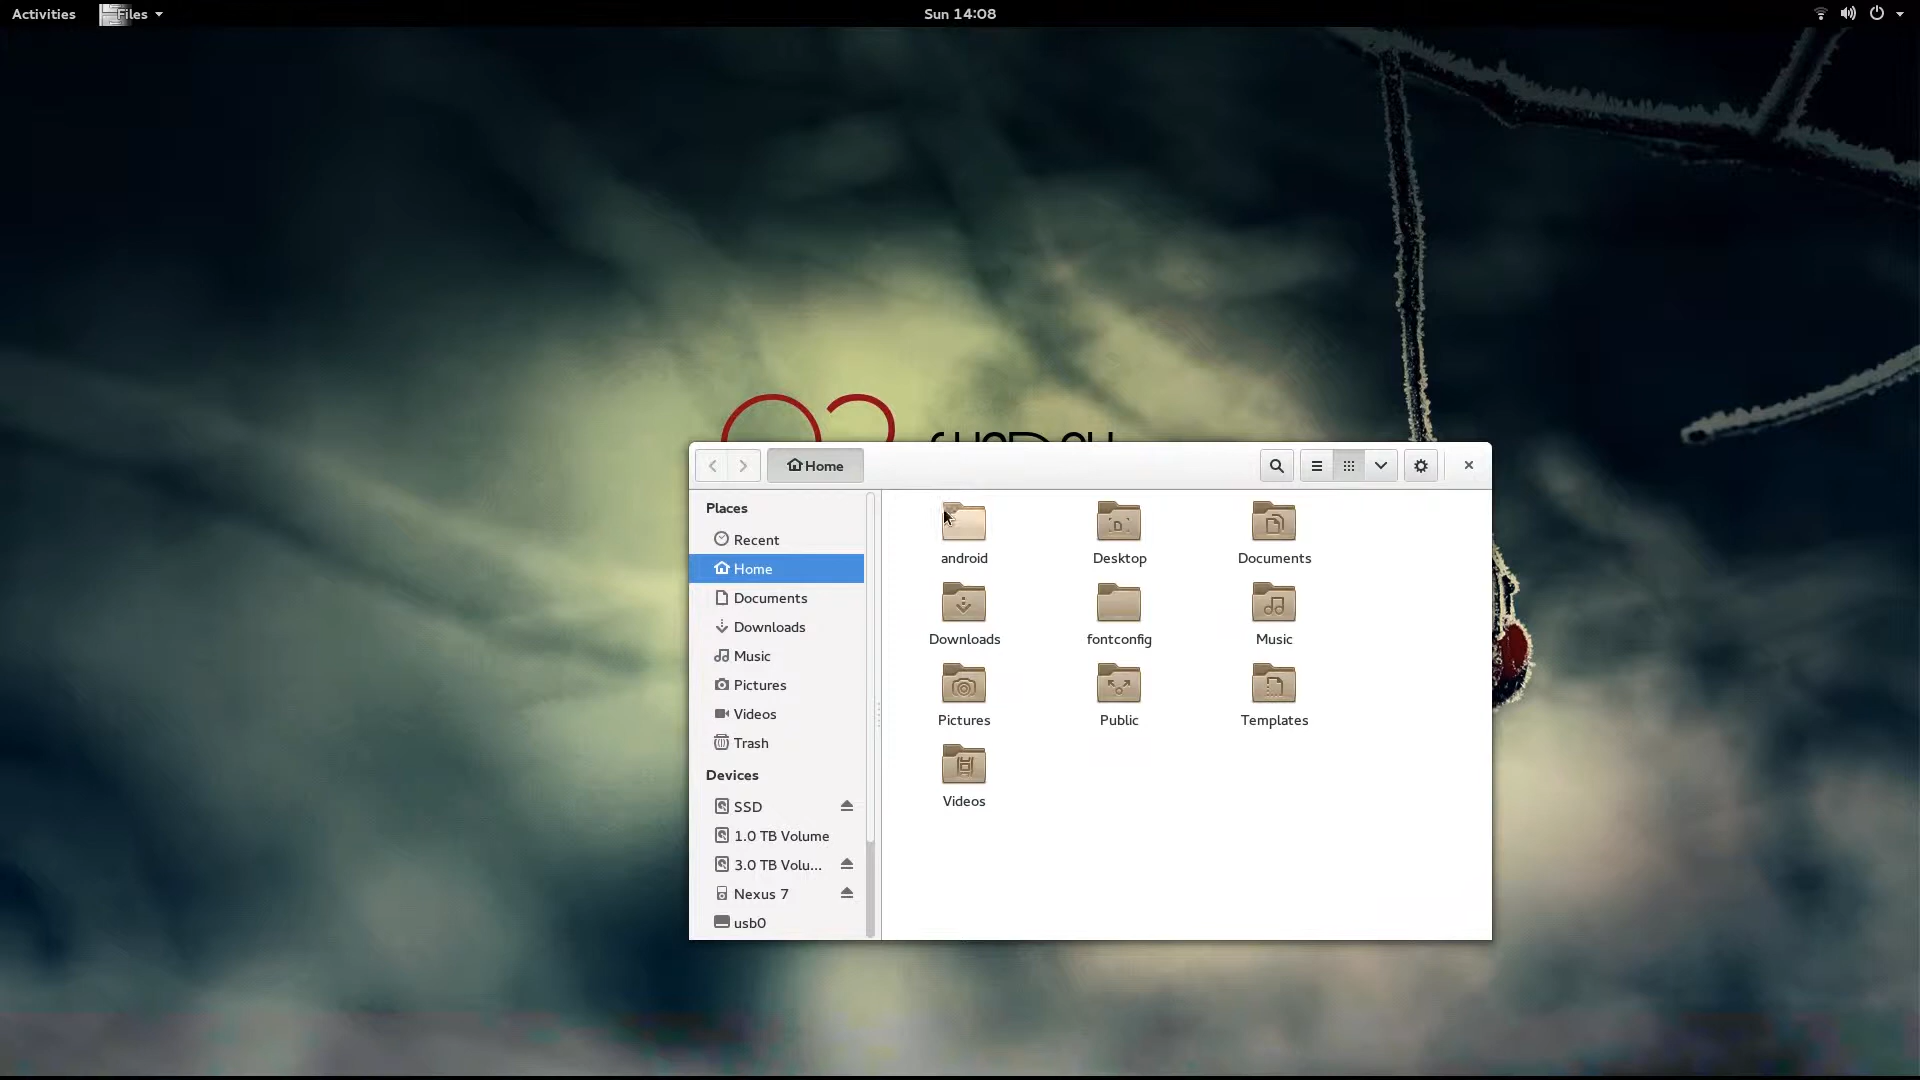 Activities
Files
Sun 14:08
Home
Places
Recent
Home
Documents
Downloads
Music
Pictures
Videos
Trash
Devices
SSD
1.0 TB Volume
3.0 TB Volu...
Nexus 7
usb0
android
Desktop
Documents
Downloads
fontconfig
Music
Pictures
Public
Templates
Videos